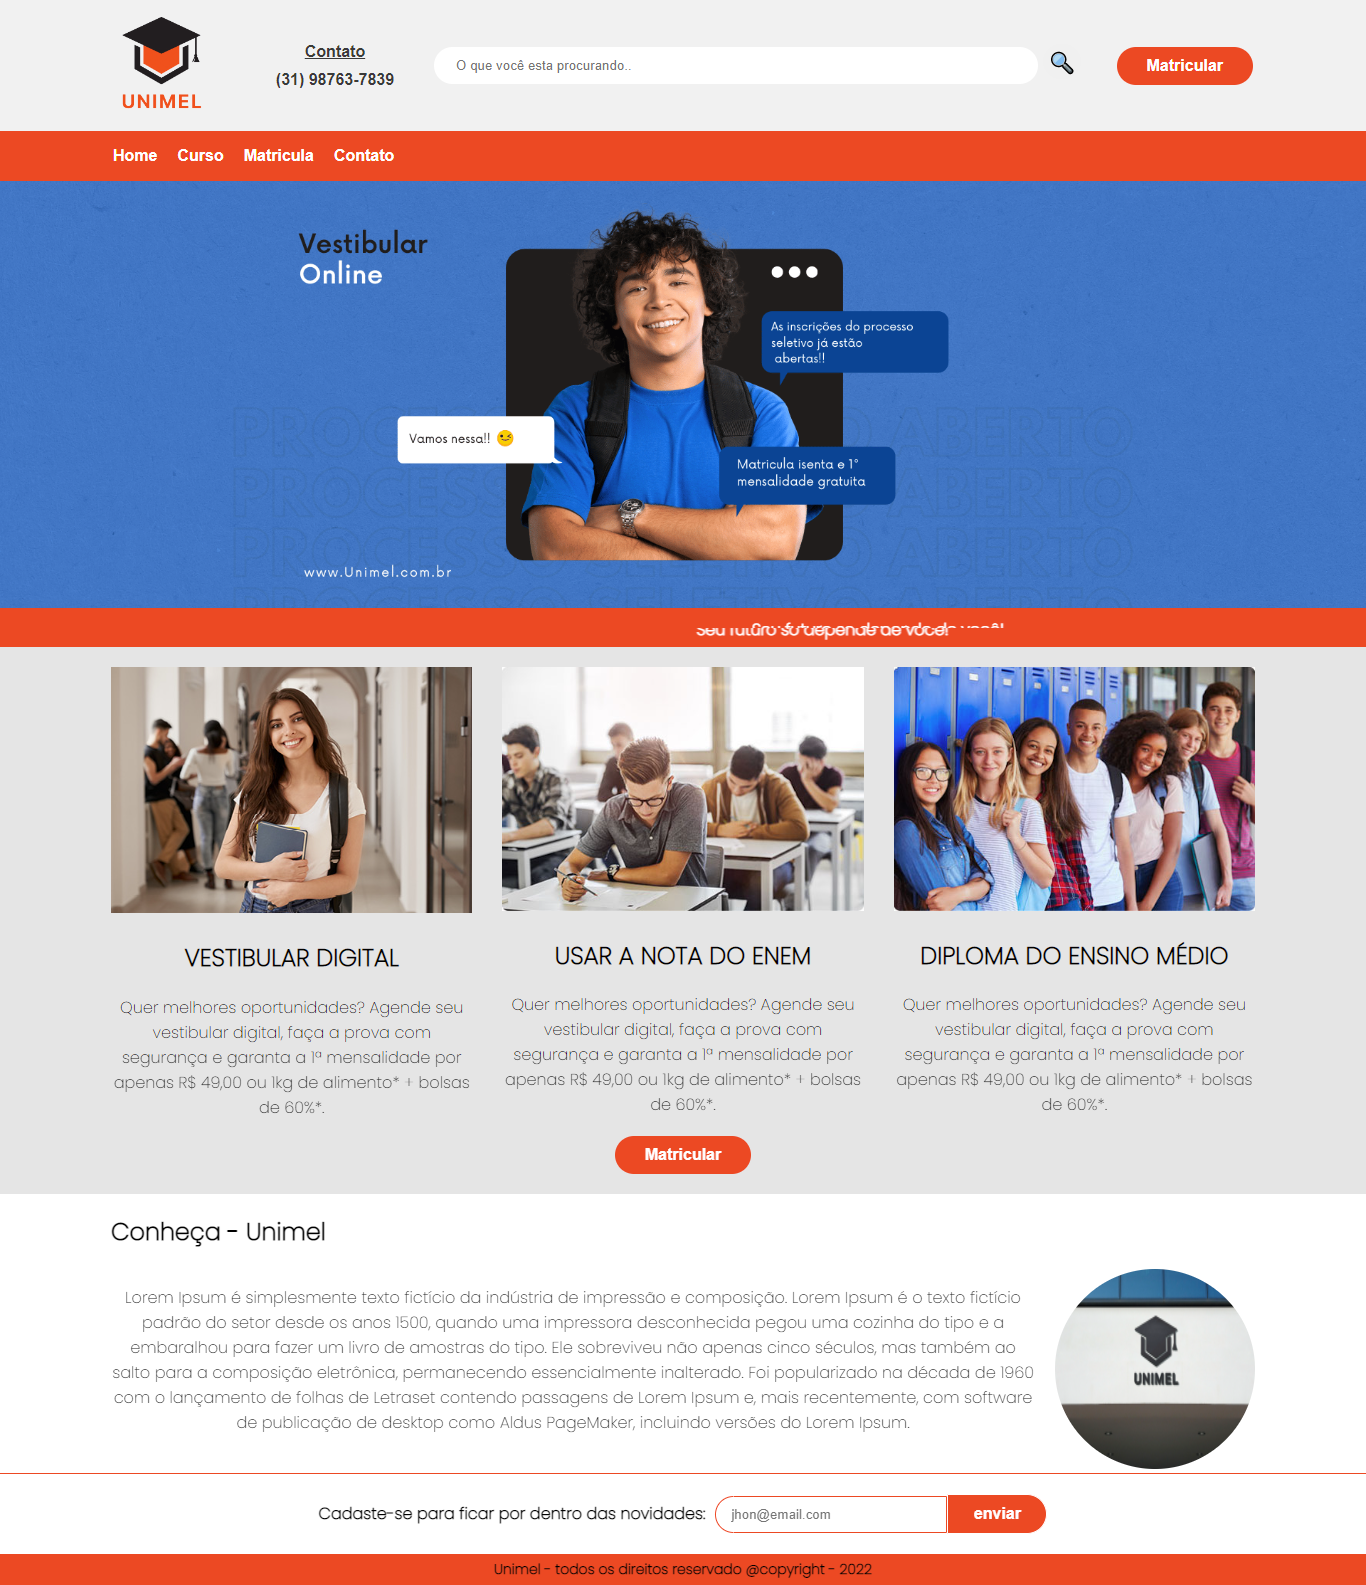 UNIMEL
Contato
(31) 98763-7839
O que você esta procurando..
Matricular
Home Curso Matricula Contato
Vestibular
Online
As inscrições do processo
seletivo já estão
abertas!!
Vamos nessa!! 😉
Matricula isenta e 1°
mensalidade gratuita
www.Unimel.com.br
PROCESSO SELETIVO ABERTO
Seu futuro só depende de você!
VESTIBULAR DIGITAL
Quer melhores oportunidades? Agende seu
vestibular digital, faça a prova com
segurança e garanta a 1ª mensalidade por
apenas R$ 49,00 ou 1kg de alimento* + bolsas
de 60%*.
USAR A NOTA DO ENEM
Quer melhores oportunidades? Agende seu
vestibular digital, faça a prova com
segurança e garanta a 1ª mensalidade por
apenas R$ 49,00 ou 1kg de alimento* + bolsas
de 60%*.
DIPLOMA DO ENSINO MÉDIO
Quer melhores oportunidades? Agende seu
vestibular digital, faça a prova com
segurança e garanta a 1ª mensalidade por
apenas R$ 49,00 ou 1kg de alimento* + bolsas
de 60%*.
Matricular
Conheça - Unimel
Lorem Ipsum é simplesmente texto fictício da indústria de impressão e composição. Lorem Ipsum é o texto fictício
padrão do setor desde os anos 1500, quando uma impressora desconhecida pegou uma cozinha do tipo e a
embaralhou para fazer um livro de amostras do tipo. Ele sobreviveu não apenas cinco séculos, mas também ao
salto para a composição eletrônica, permanecendo essencialmente inalterado. Foi popularizado na década de 1960
com o lançamento de folhas de Letraset contendo passagens de Lorem Ipsum e, mais recentemente, com software
de publicação de desktop como Aldus PageMaker, incluindo versões do Lorem Ipsum.
UNIMEL
Cadaste-se para ficar por dentro das novidades:
jhon@email.com
enviar
Unimel - todos os direitos reservado @copyright - 2022